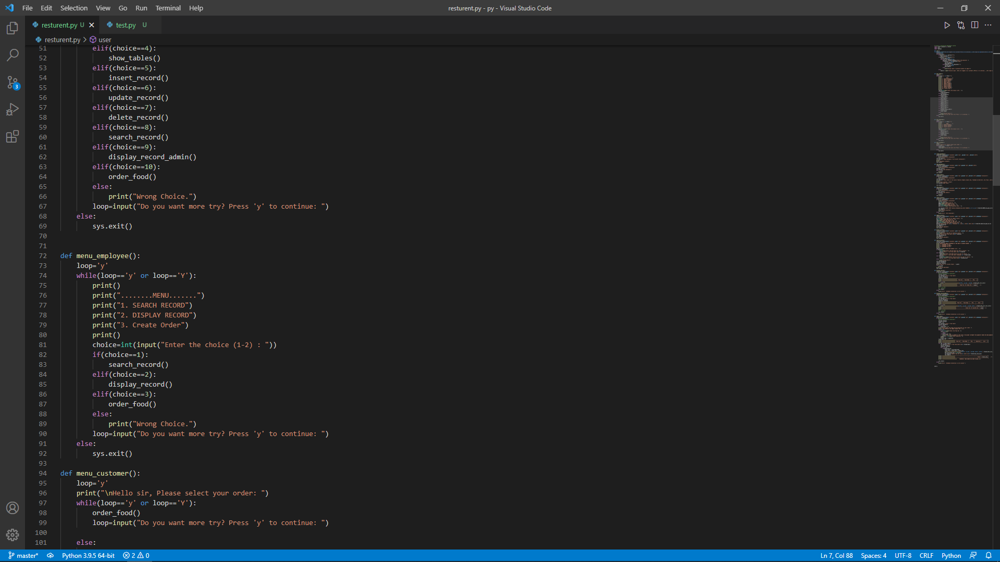 File Edit Selection View Go Run Terminal Help
resturent.py - py - Visual Studio Code
resturent.py U test.py U
resturent.py > user
51 elif(choice==4):
52 show_tables()
53 elif(choice==5):
54 insert_record()
55 elif(choice==6):
56 update_record()
57 elif(choice==7):
58 delete_record()
59 elif(choice==8):
60 search_record()
61 elif(choice==9):
62 display_record_admin()
63 elif(choice==10):
64 order_food()
65 else:
66 print("Wrong Choice.")
67 loop=input("Do you want more try? Press 'y' to continue: ")
68 else:
69 sys.exit()
70
71
72 def menu_employee():
73 loop='y'
74 while(loop=='y' or loop=='Y'):
75 print()
76 print("........MENU.......")
77 print("1. SEARCH RECORD")
78 print("2. DISPLAY RECORD")
79 print("3. Create Order")
80 print()
81 choice=int(input("Enter the choice (1-2) : "))
82 if(choice==1):
83 search_record()
84 elif(choice==2):
85 display_record()
86 elif(choice==3):
87 order_food()
88 else:
89 print("Wrong Choice.")
90 loop=input("Do you want more try? Press 'y' to continue: ")
91 else:
92 sys.exit()
93
94 def menu_customer():
95 loop='y'
96 print("\nHello sir, Please select your order: ")
97 while(loop=='y' or loop=='Y'):
98 order_food()
99 loop=input("Do you want more try? Press 'y' to continue: ")
100
101 else:
3
master* Python 3.9.5 64-bit 2 0
Ln 7, Col 88 Spaces: 4 UTF-8 CRLF Python